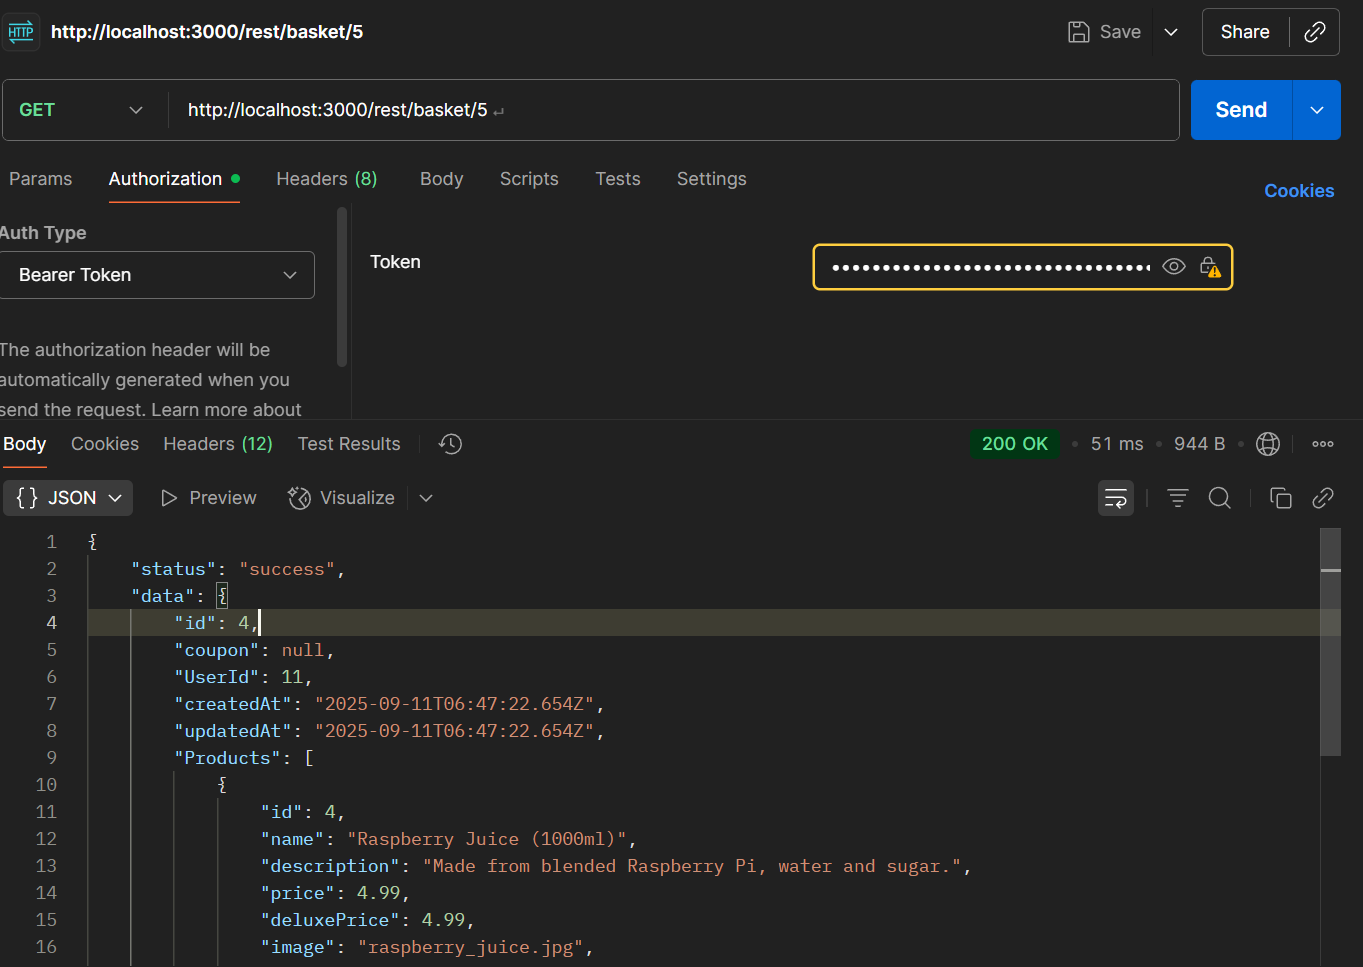 HTTP http://localhost:3000/rest/basket/5 Save Share
GET http://localhost:3000/rest/basket/5 Send
Params Authorization Headers (8) Body Scripts Tests Settings Cookies
Auth Type
Bearer Token
Token
The authorization header will be
automatically generated when you
send the request. Learn more about
Body Cookies Headers (12) Test Results 200 OK • 51 ms • 944 B
{} JSON Preview Visualize
1 {
2 "status": "success",
3 "data": {
4 "id": 4,
5 "coupon": null,
6 "UserId": 11,
7 "createdAt": "2025-09-11T06:47:22.654Z",
8 "updatedAt": "2025-09-11T06:47:22.654Z",
9 "Products": [
10 {
11 "id": 4,
12 "name": "Raspberry Juice (1000ml)",
13 "description": "Made from blended Raspberry Pi, water and sugar.",
14 "price": 4.99,
15 "deluxePrice": 4.99,
16 "image": "raspberry_juice.jpg",